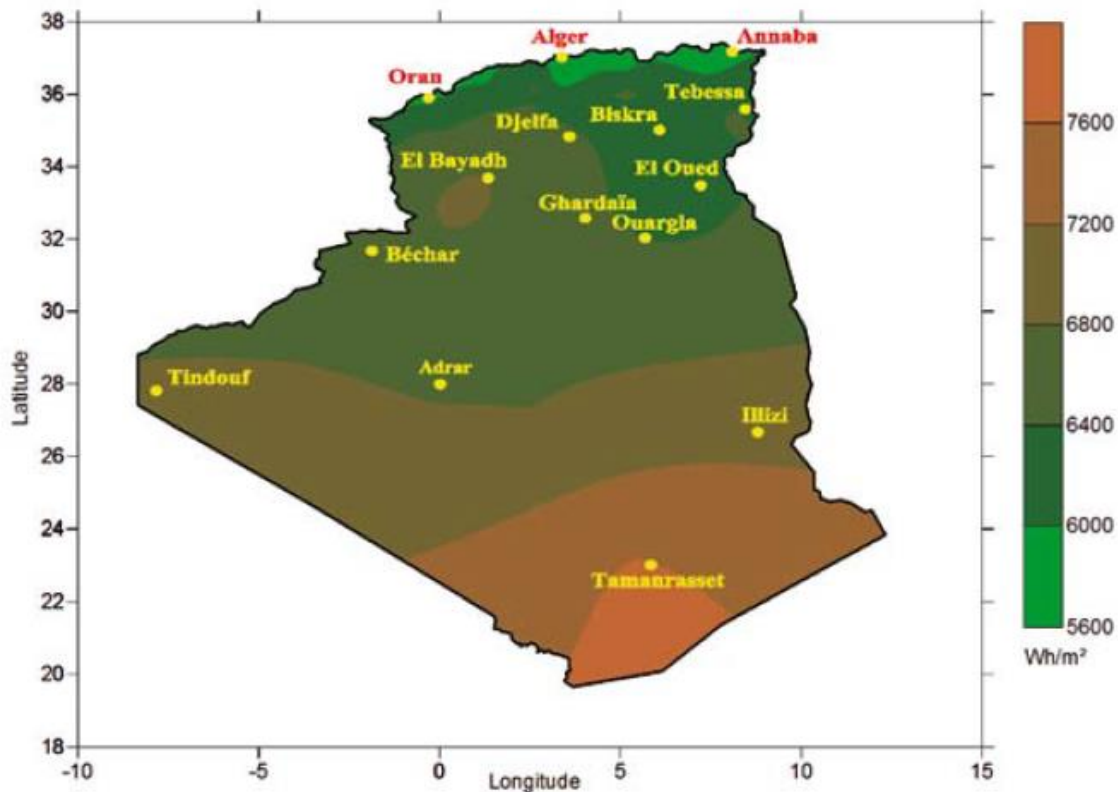 38
36
34
32
30
28
26
24
22
20
18
Latitude
-10
-5
0
5
10
15
Longitude
Alger
Annaba
Oran
Tebessa
Djelfa
Biskra
El Bayadh
El Oued
Ghardaïa
Ouargla
Béchar
Tindouf
Adrar
Illizi
Tamanrasset
7600
7200
6800
6400
6000
5600
Wh/m²